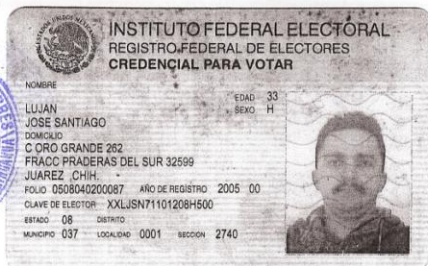 INSTITUTO FEDERAL ELECTORAL
REGISTRO FEDERAL DE ELECTORES
CREDENCIAL PARA VOTAR
NOMBRE
EDAD 33
LUJAN
SEXO H
JOSE SANTIAGO
DOMICILIO
C ORO GRANDE 262
FRACC PRADERAS DEL SUR 32599
JUAREZ ,CHIH.
FOLIO 0508040200087 AÑO DE REGISTRO 2005 00
CLAVE DE ELECTOR XXLJSN71101208H500
ESTADO 08 DISTRITO
MUNICIPIO 037 LOCALIDAD 0001 SECCION 2740